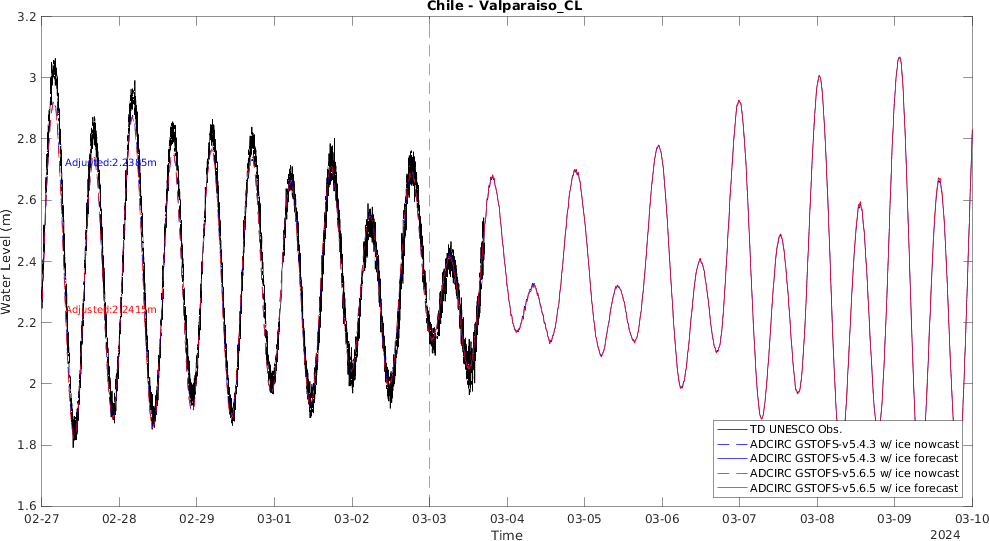 Chile - Valparaiso_CL
3.2
3
2.8
2.6
2.4
2.2
2
1.8
1.6
Water Level (m)
Adjusted:2.2385m
Adjusted:2.2415m
TD UNESCO Obs.
ADCIRC GSTOFS-v5.4.3 w/ ice nowcast
ADCIRC GSTOFS-v5.4.3 w/ ice forecast
ADCIRC GSTOFS-v5.6.5 w/ ice nowcast
ADCIRC GSTOFS-v5.6.5 w/ ice forecast
02-27 02-28 02-29 03-01 03-02 03-03 03-04 03-05 03-06 03-07 03-08 03-09 03-10
Time
2024